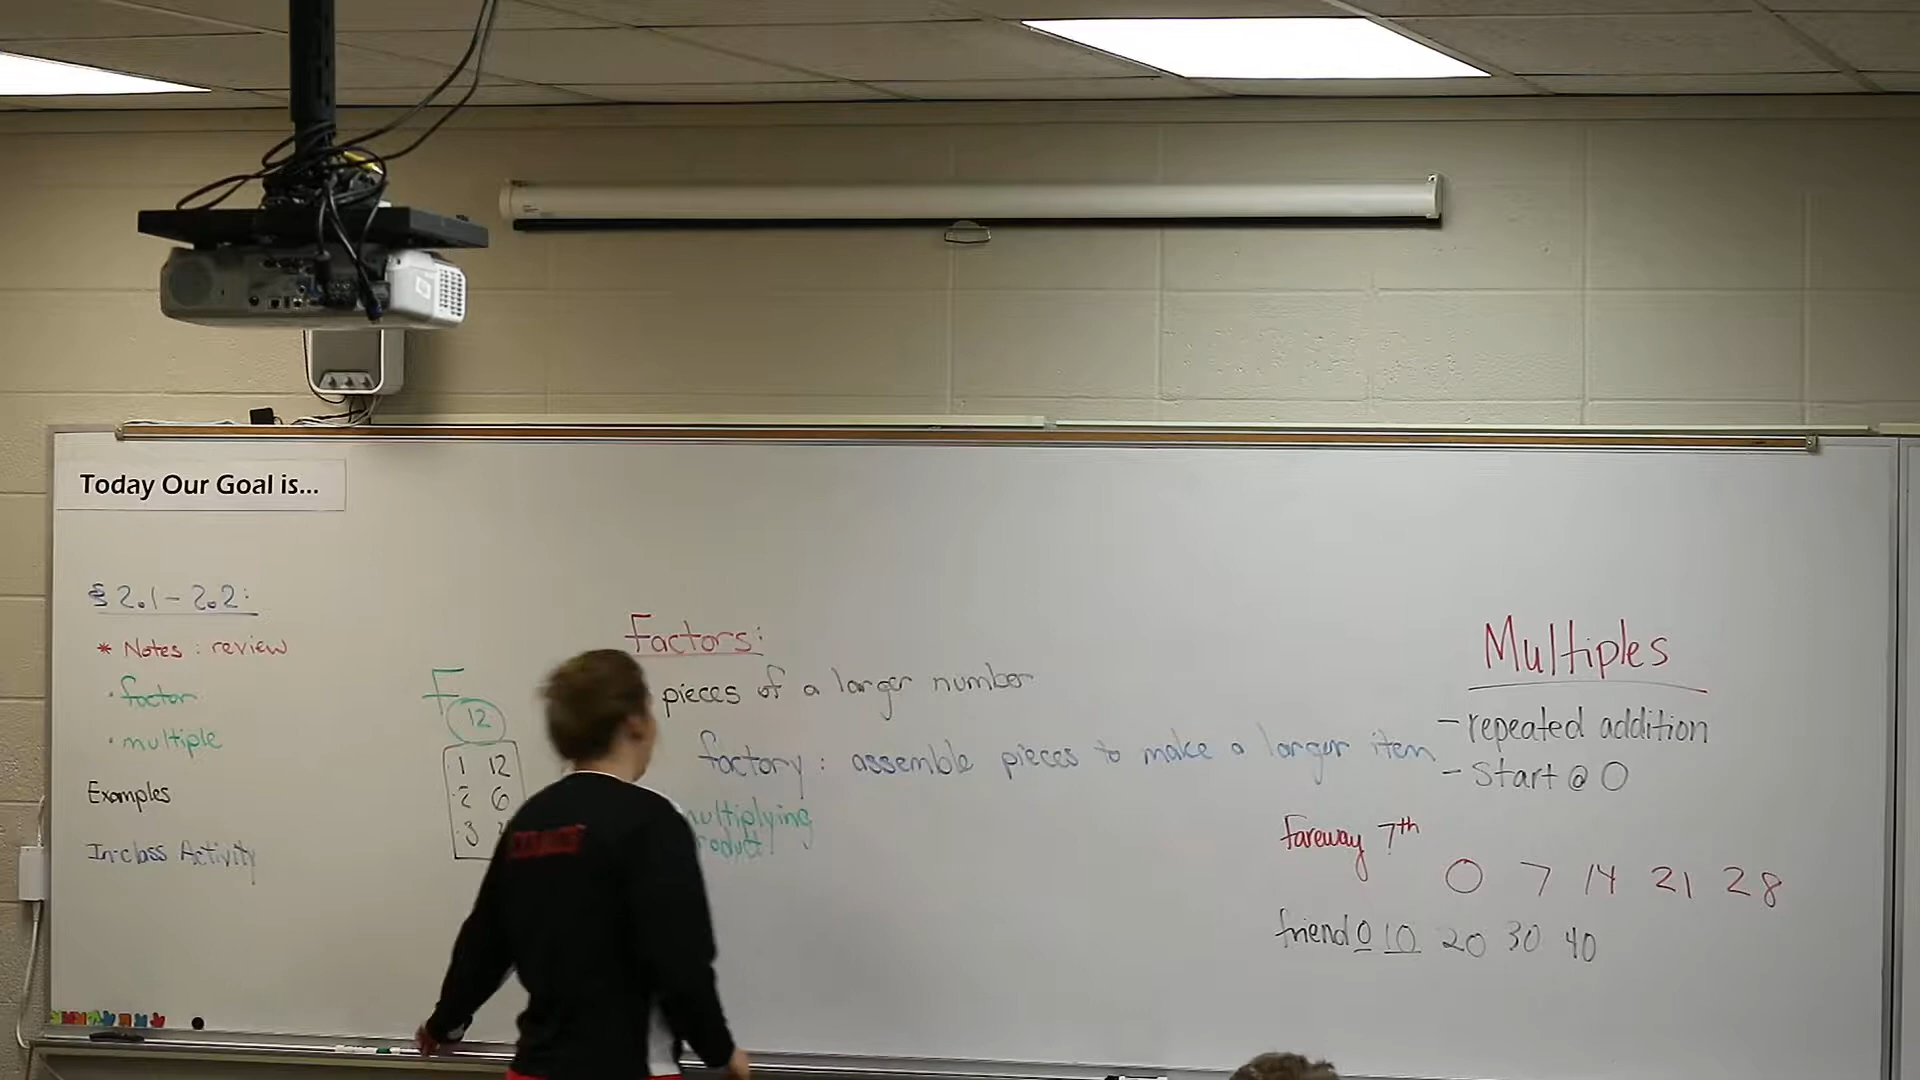 Today Our Goal is...
§ 2.1 - 2.2:
* Notes : review
· factor
· multiple
Examples
In-class Activity
F
12
1 12
2 6
3
Factors:
pieces of a larger number
factory : assemble pieces to make a larger item
Multiples
- repeated addition
- Start @ 0
fareway 7th
0 7 14 21 28
friend 0 10 20 30 40